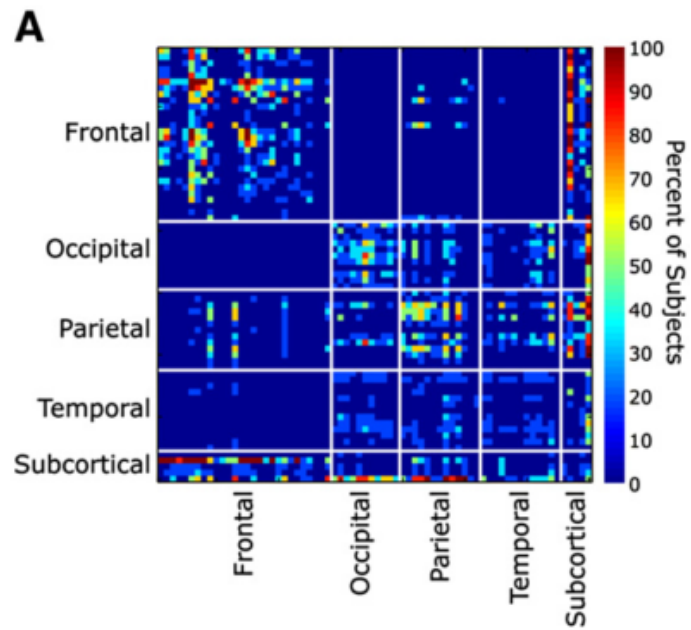 A
Frontal
Occipital
Parietal
Temporal
Subcortical
Frontal
Occipital
Parietal
Temporal
Subcortical
100
90
80
70
60
50
40
30
20
10
0
Percent of Subjects